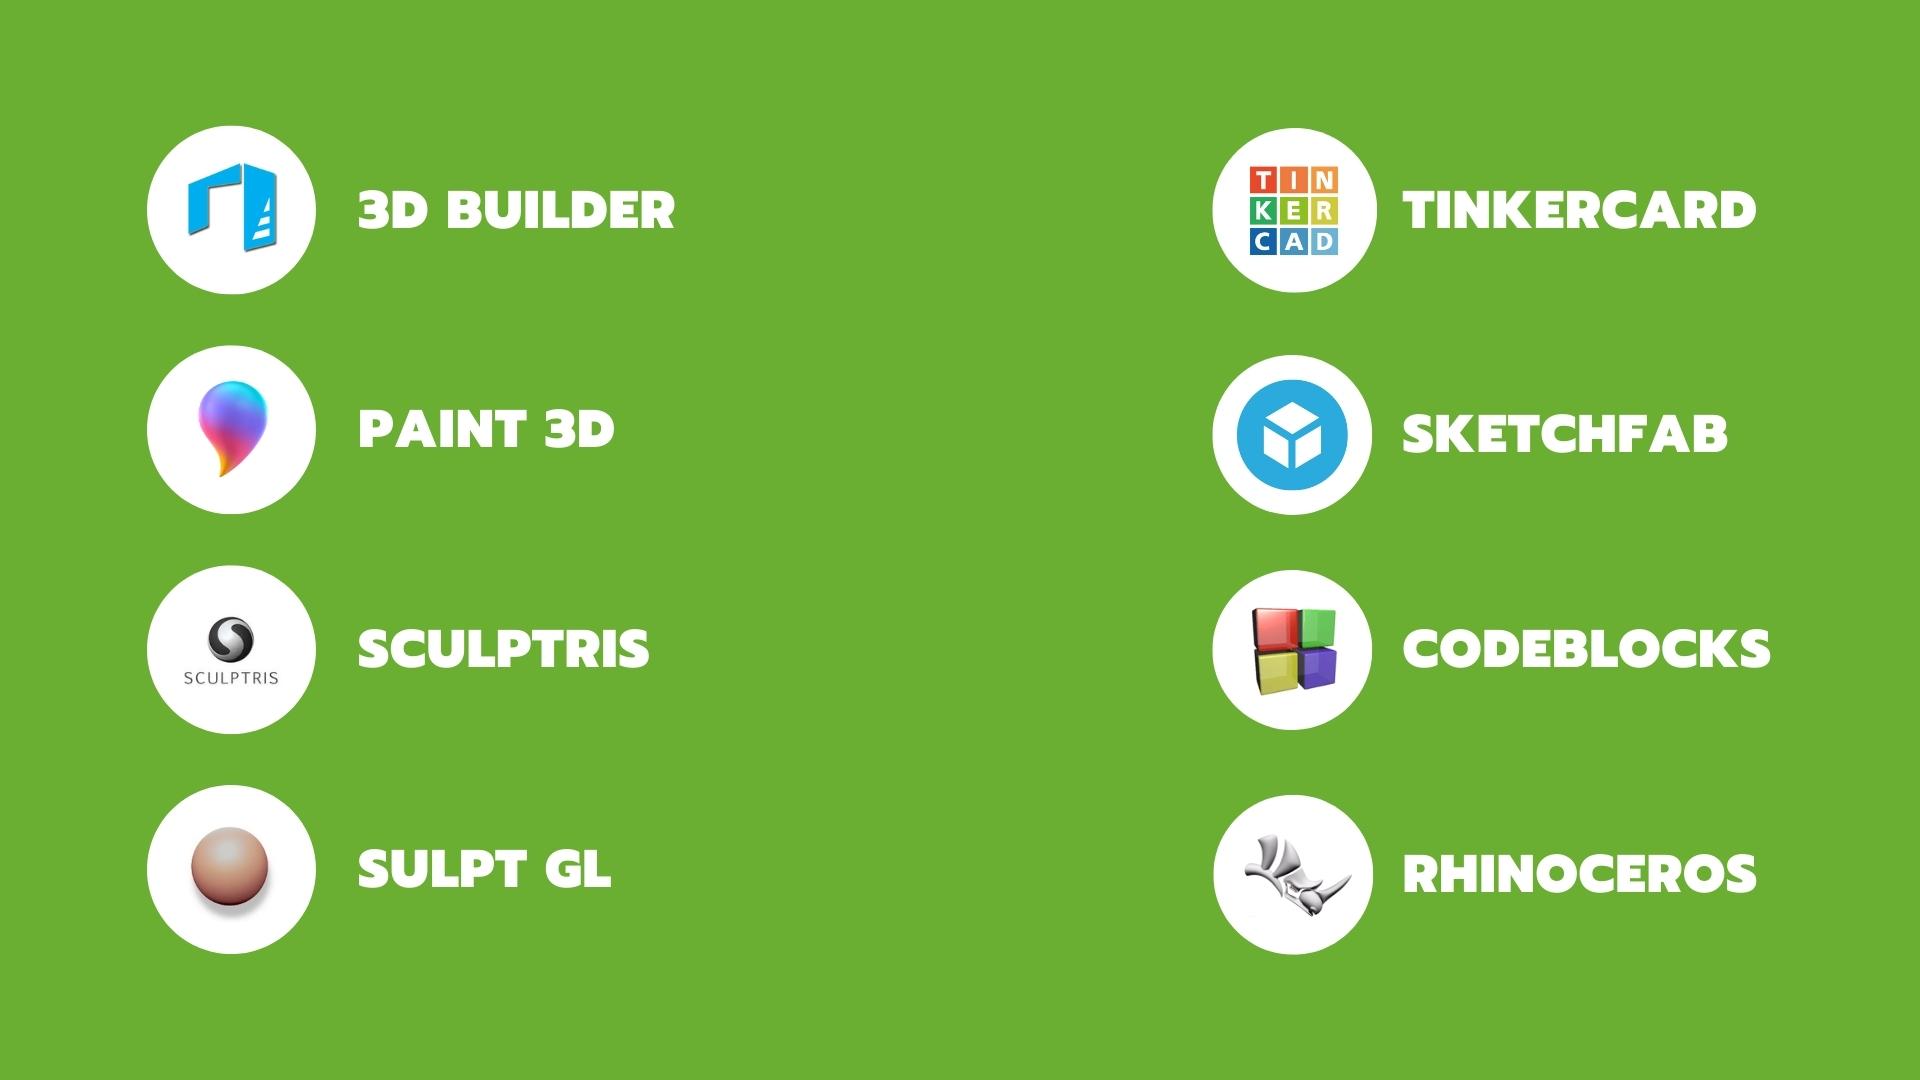 3D BUILDER
PAINT 3D
SCULPTRIS
SCULPTRIS
SULPT GL
TIN
KER
CAD
TINKERCARD
SKETCHFAB
CODEBLOCKS
RHINOCEROS